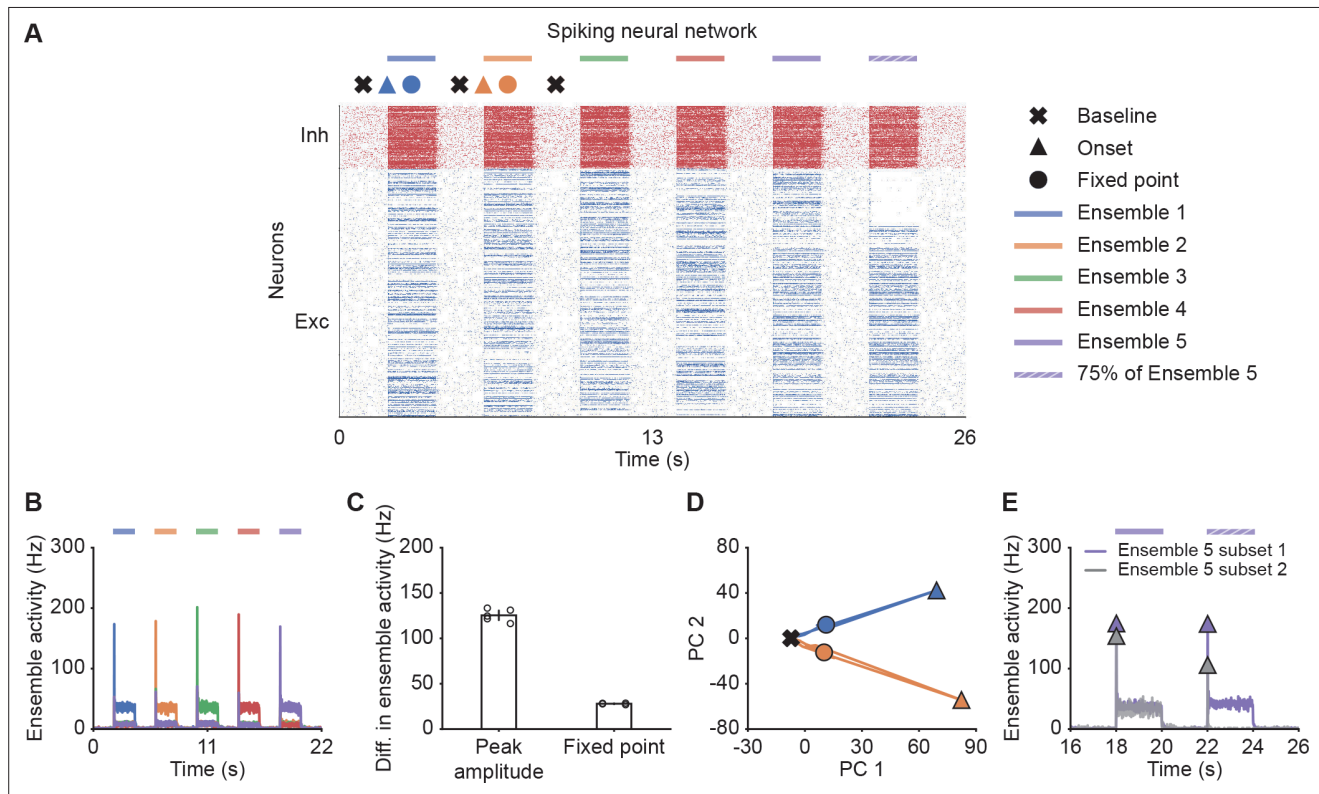 A
Spiking neural network
Inh
Exc
Neurons
0
13
26
Time (s)
Baseline
Onset
Fixed point
Ensemble 1
Ensemble 2
Ensemble 3
Ensemble 4
Ensemble 5
75% of Ensemble 5
B
Ensemble activity (Hz)
300
200
100
0
0
11
22
Time (s)
C
Diff. in ensemble activity (Hz)
200
150
100
50
0
Peak
amplitude
Fixed point
D
PC 2
80
40
0
-40
-80
-30
0
30
60
90
PC 1
E
Ensemble activity (Hz)
300
200
100
0
Ensemble 5 subset 1
Ensemble 5 subset 2
16
18
20
22
24
26
Time (s)